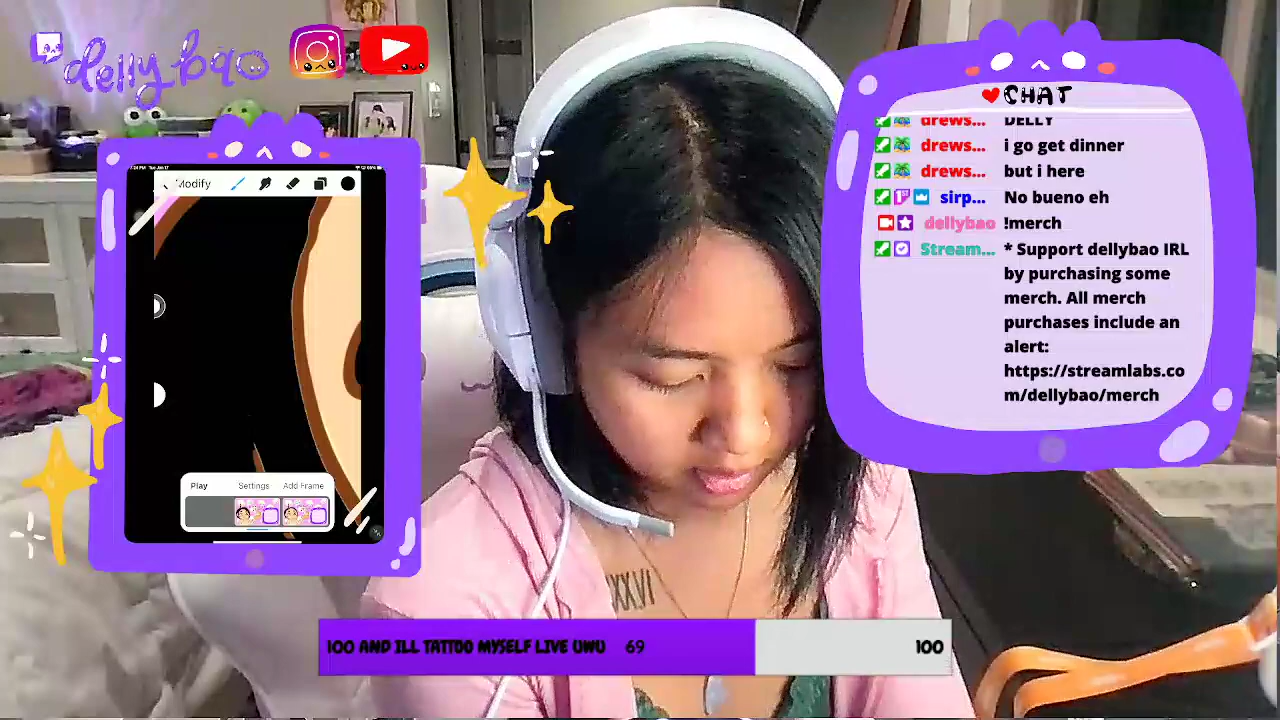 delly_bao
Modify
Play
Settings
Add Frame
CHAT
drews... DELLY
drews... i go get dinner
drews... but i here
sirp... No bueno eh
dellybao !merch
Stream... * Support dellybao IRL
by purchasing some
merch. All merch
purchases include an
alert:
https://streamlabs.co
m/dellybao/merch
XXVI
100 AND ILL TATTOO MYSELF LIVE UWU 69
100